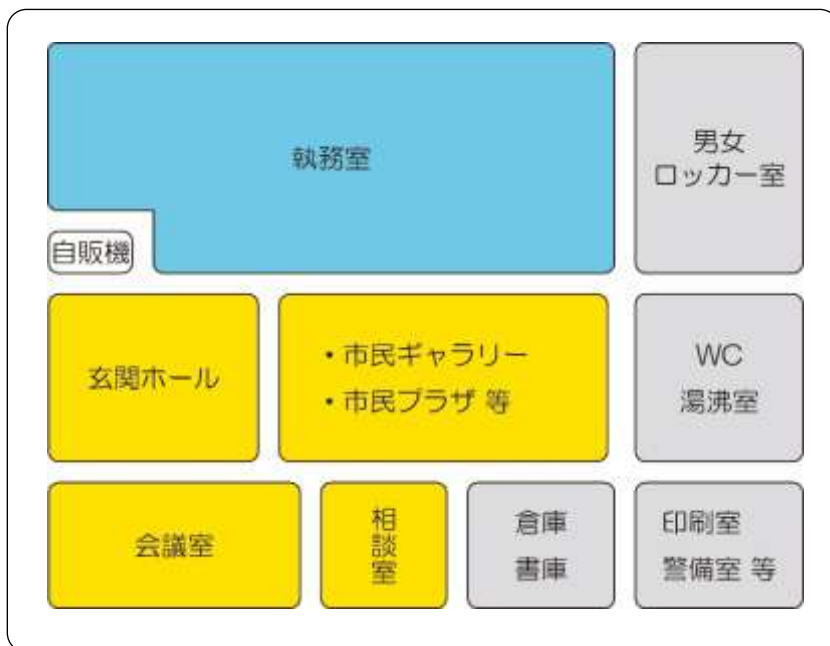 執務室
男女
ロッカー室
自販機
玄関ホール
・市民ギャラリー
・市民プラザ 等
WC
湯沸室
会議室
相談室
倉庫
書庫
印刷室
警備室 等